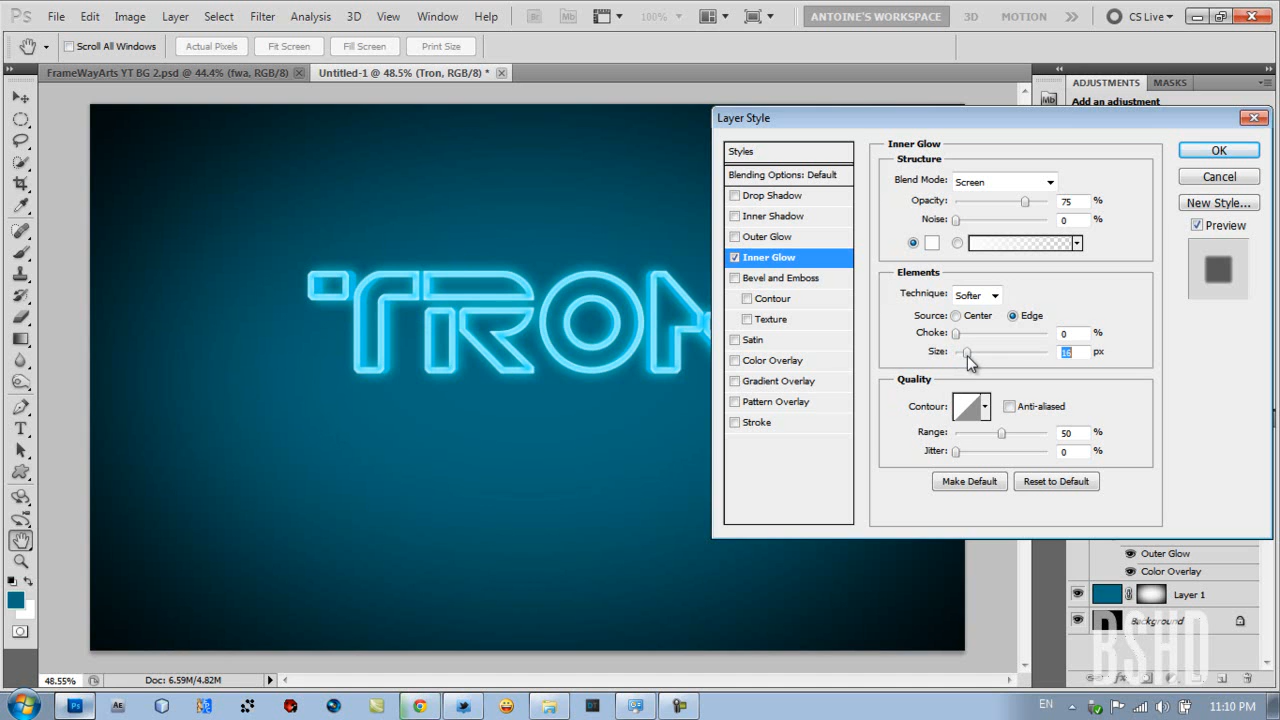 Ps File Edit Image Layer Select Filter Analysis 3D View Window Help Br Mb 100% ANTOINE'S WORKSPACE 3D MOTION CS Live
Scroll All Windows Actual Pixels Fit Screen Fill Screen Print Size
FrameWayArts YT BG 2.psd @ 44.4% (fwa, RGB/8) Untitled-1 @ 48.5% (Tron, RGB/8) *
ADJUSTMENTS MASKS
Mb Add an adjustment
Layer Style
Styles
Blending Options: Default
Drop Shadow
Inner Shadow
Outer Glow
Inner Glow
Bevel and Emboss
Contour
Texture
Satin
Color Overlay
Gradient Overlay
Pattern Overlay
Stroke
Inner Glow
Structure
Blend Mode: Screen
Opacity: 75 %
Noise: 0 %
Elements
Technique: Softer
Source: Center Edge
Choke: 0 %
Size: 16 px
Quality
Contour: Anti-aliased
Range: 50 %
Jitter: 0 %
Make Default Reset to Default
OK
Cancel
New Style...
Preview
TRON
Outer Glow
Color Overlay
Layer 1
Background
BSHD
48.55% Doc: 6.59M/4.82M
Ps Ae DT EN 11:10 PM